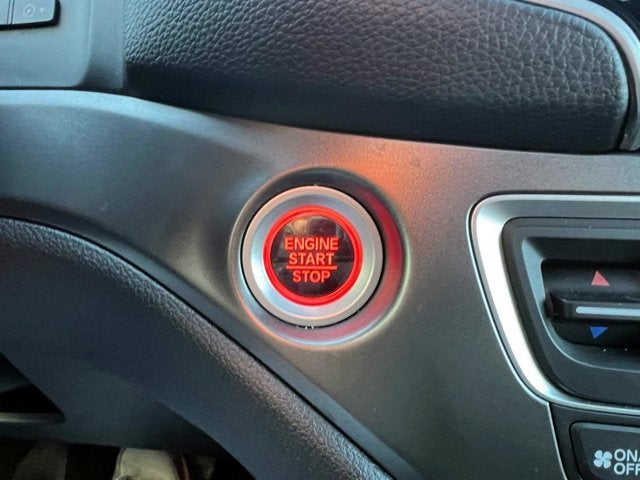 ENGINE
START
STOP
ON/
OFF